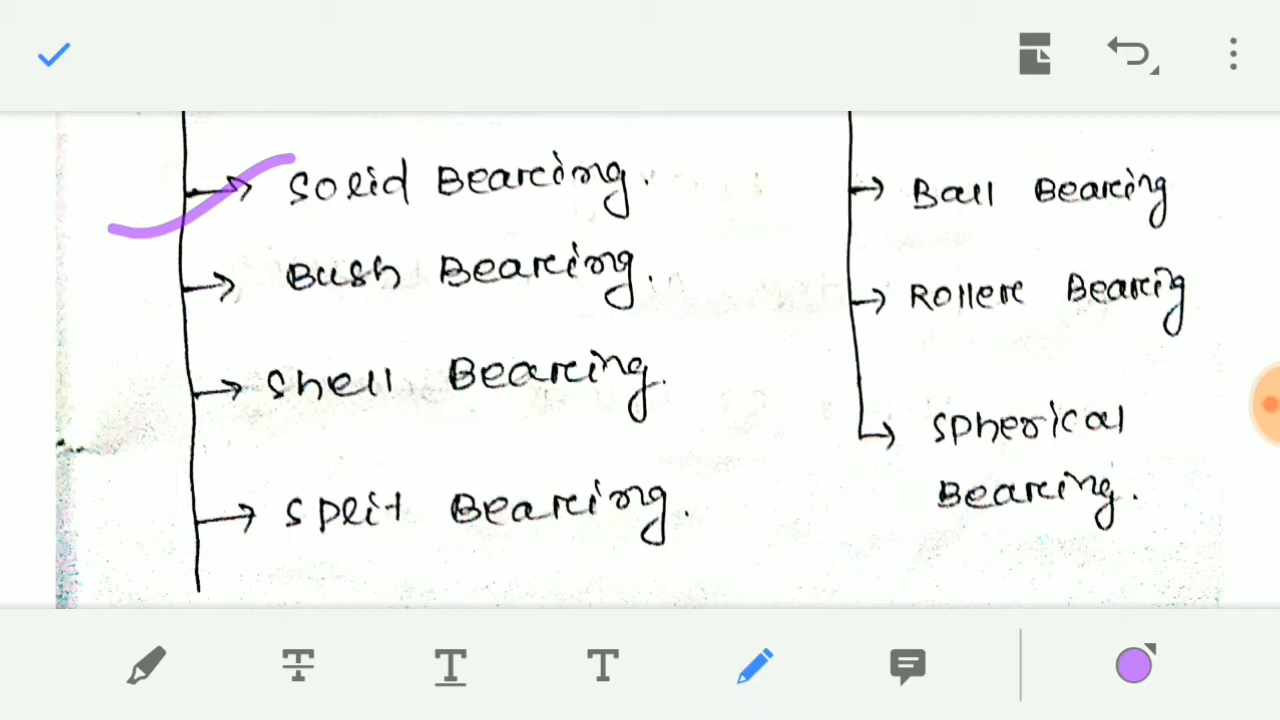 Solid Bearing.
Bush Bearing.
Shell Bearing.
Split Bearing.
Ball Bearing
Roller Bearing
Spherical
Bearing.